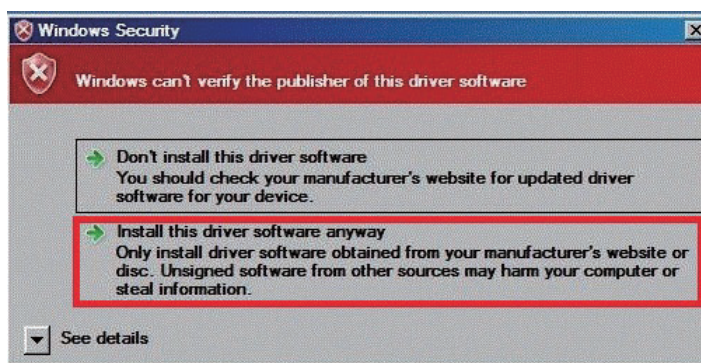 Windows Security
Windows can't verify the publisher of this driver software
Don't install this driver software
You should check your manufacturer's website for updated driver
software for your device.
Install this driver software anyway
Only install driver software obtained from your manufacturer's website or
disc. Unsigned software from other sources may harm your computer or
steal information.
See details